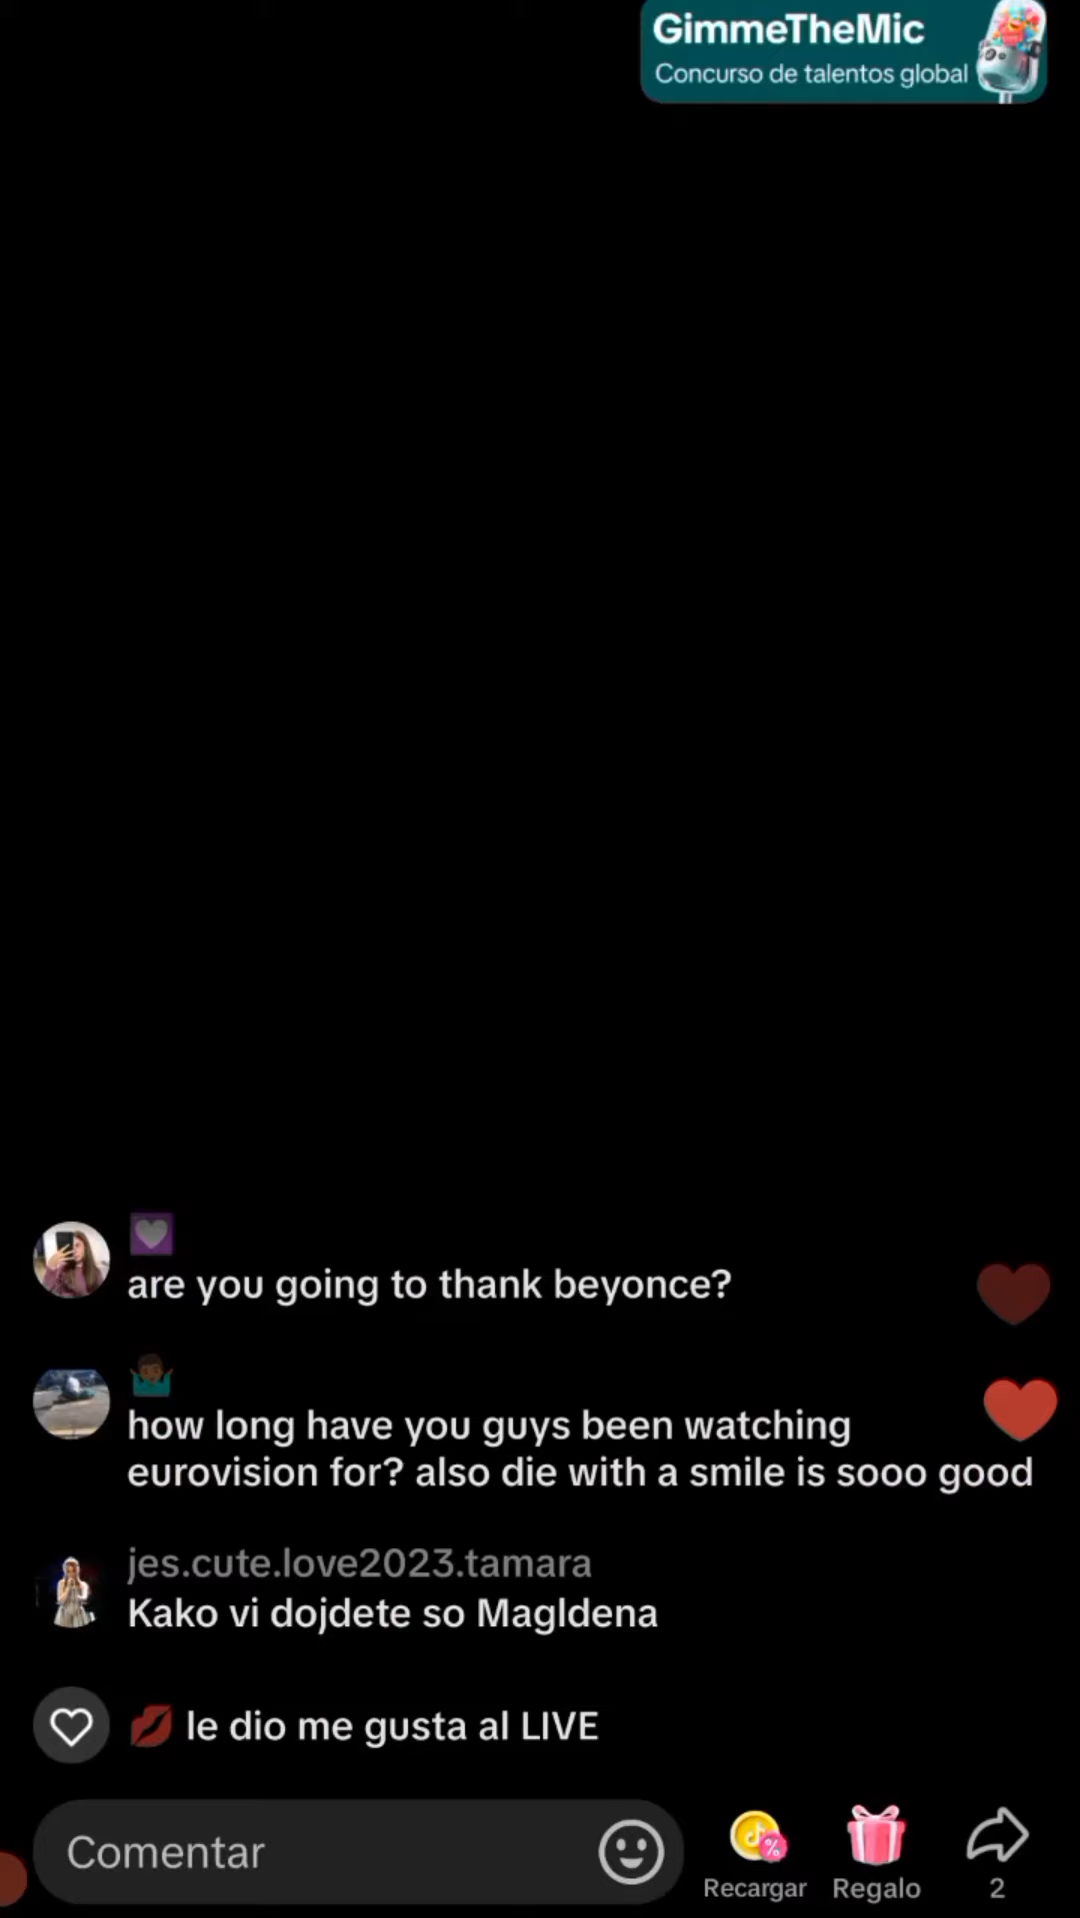 GimmeTheMic
Concurso de talentos global
are you going to thank beyonce?
how long have you guys been watching
eurovision for? also die with a smile is sooo good
jes.cute.love2023.tamara
Kako vi dojdete so Magldena
💋 le dio me gusta al LIVE
Comentar
Recargar
Regalo
2